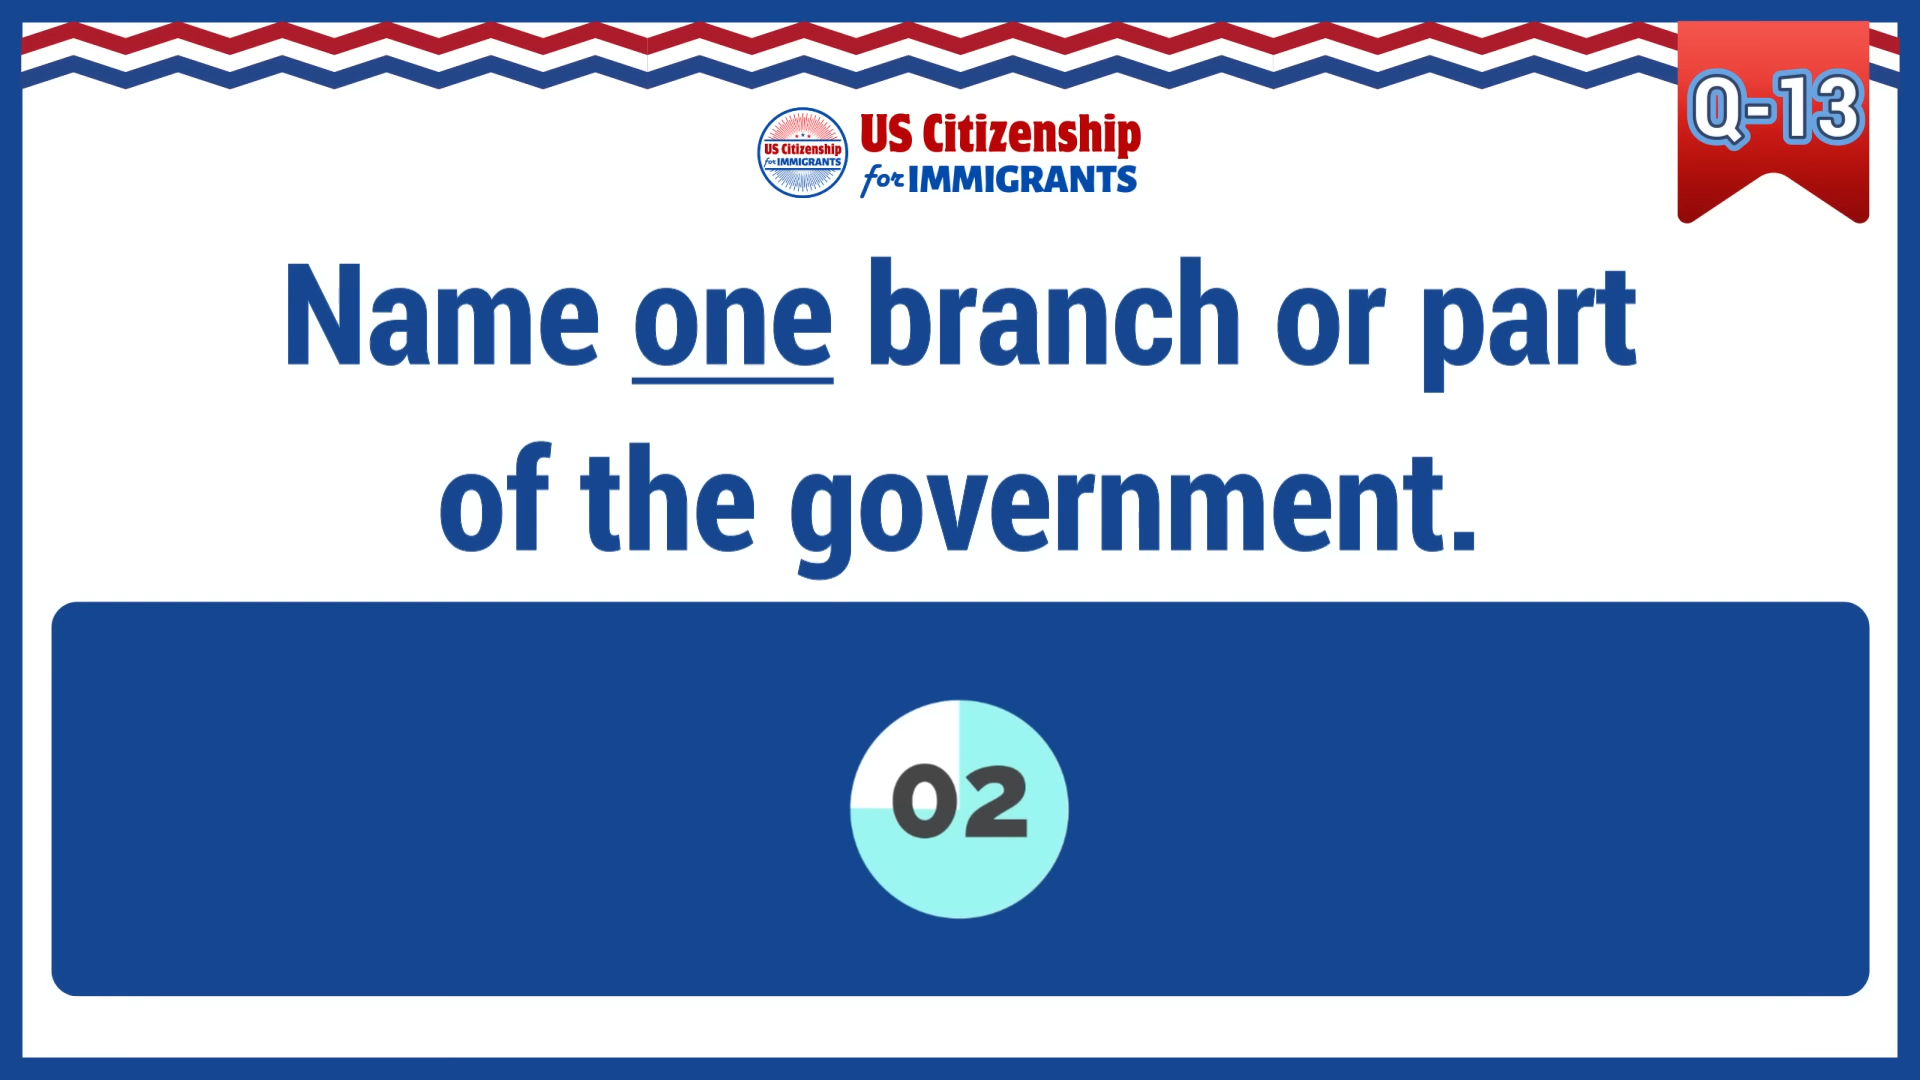 Q-13
US Citizenship
for IMMIGRANTS
US Citizenship
for IMMIGRANTS
Name one branch or part
of the government.
02